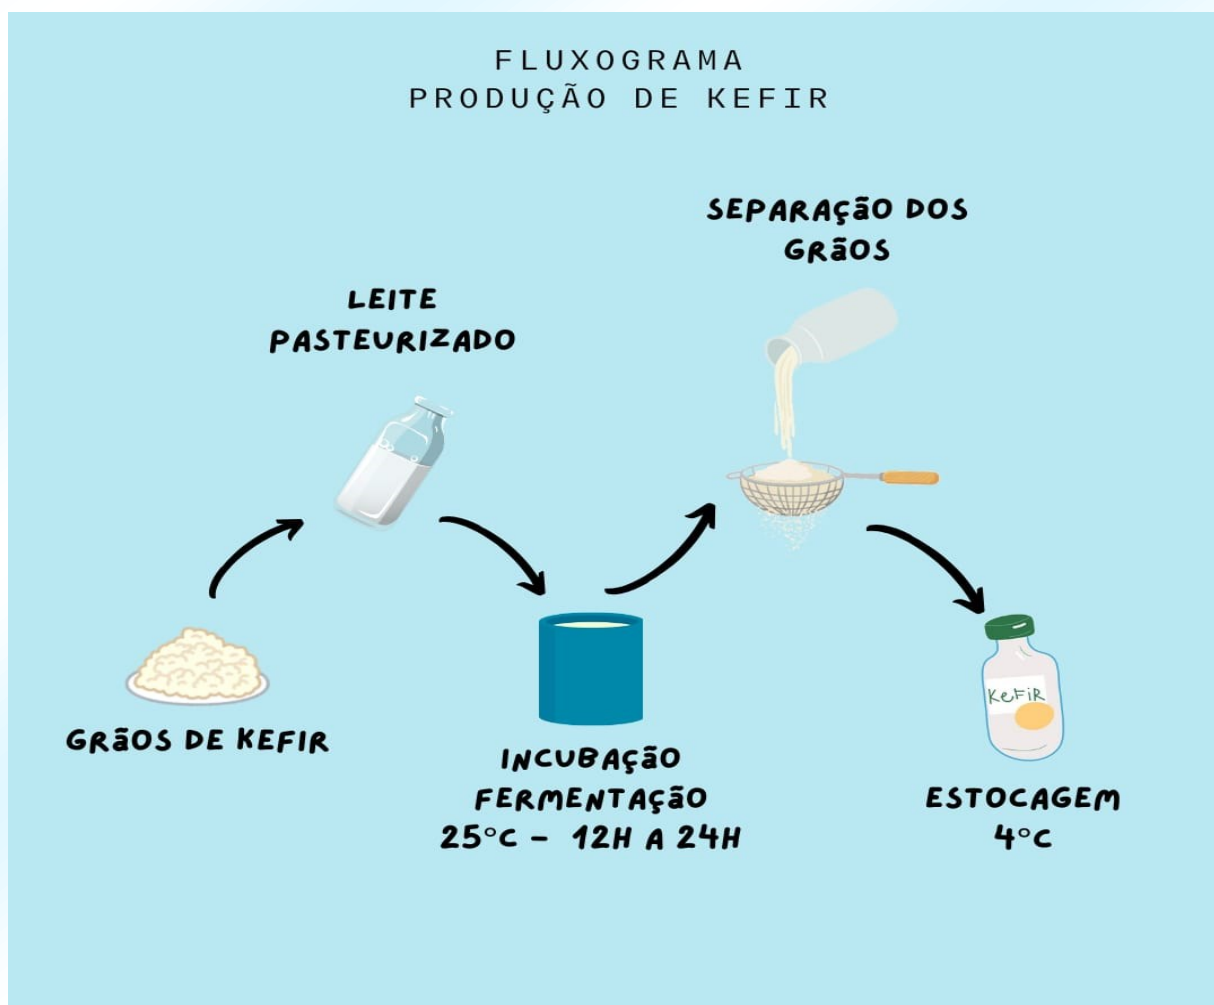 FLUXOGRAMA
PRODUÇÃO DE KEFIR
GRãOS DE KEFIR
LEITE
PASTEURIZADO
INCUBAÇãO
FERMENTAÇãO
25°C - 12H A 24H
SEPARAÇãO DOS
GRãOS
KeFiR
ESTOCAGEM
4°C